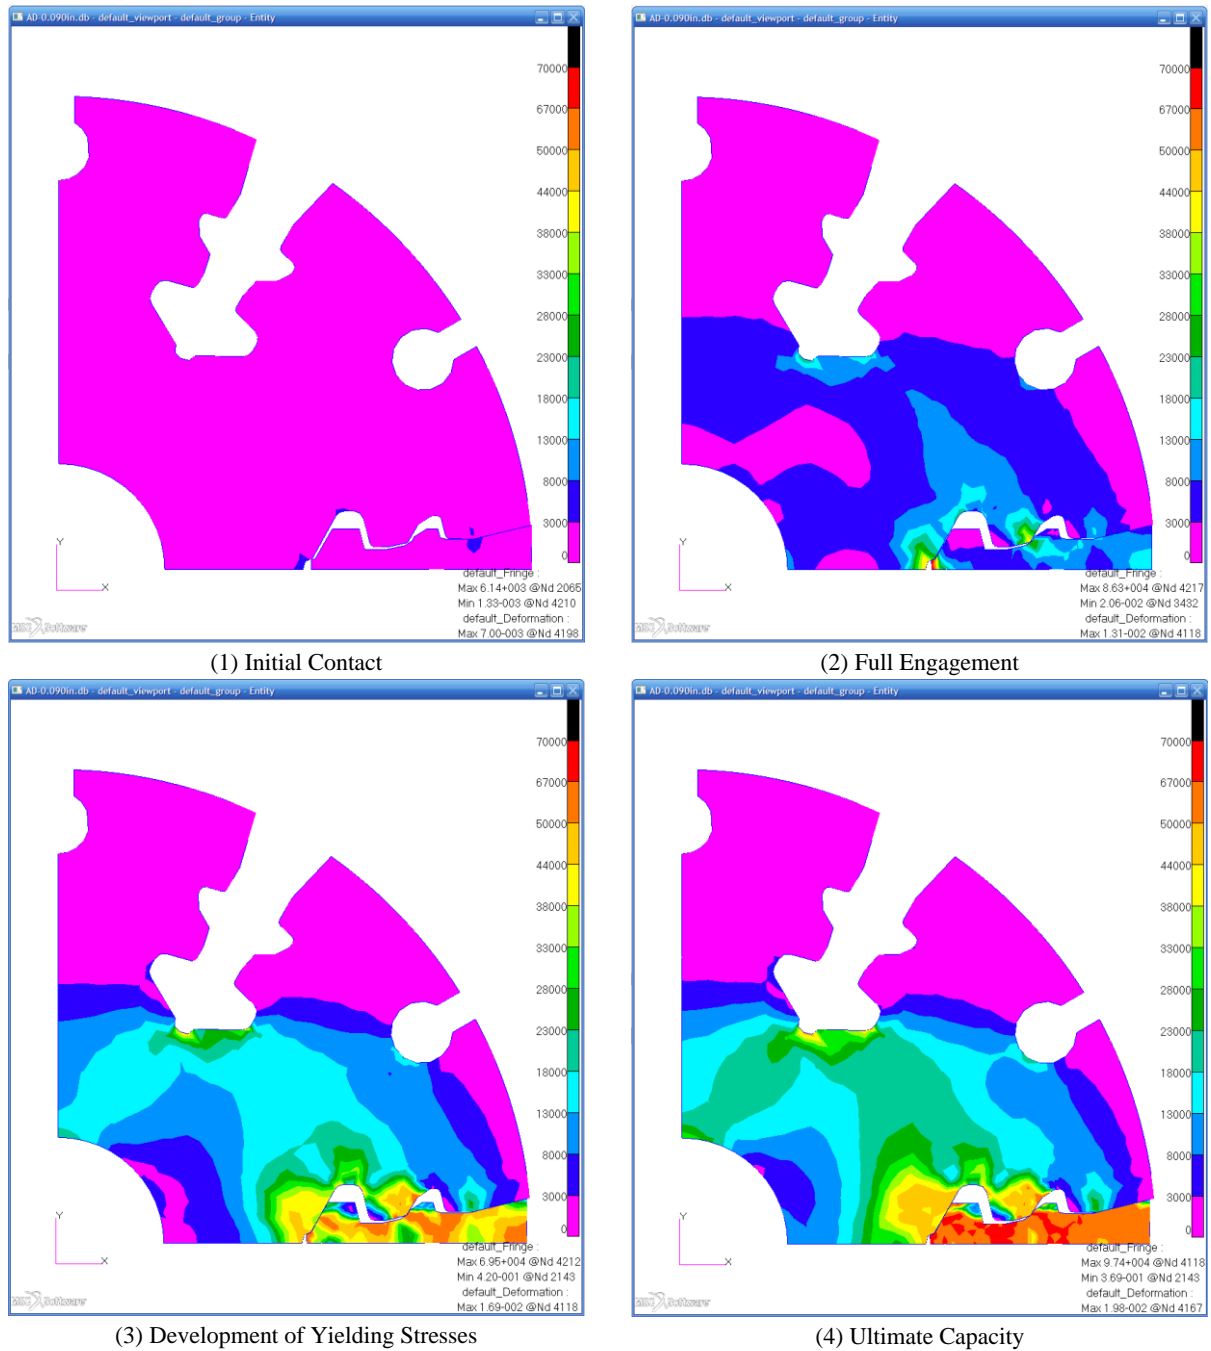 AD-0.090in.db - default_viewport - default_group - Entity
70000
67000
50000
44000
38000
33000
28000
23000
18000
13000
8000
3000
0
Y
X
default_Fringe :
Max 6.14+003 @Nd 2065
Min 1.33-003 @Nd 4210
default_Deformation :
Max 7.00-003 @Nd 4198
MSC Software
(1) Initial Contact
AD-0.090in.db - default_viewport - default_group - Entity
70000
67000
50000
44000
38000
33000
28000
23000
18000
13000
8000
3000
0
Y
X
default_Fringe :
Max 8.63+004 @Nd 4217
Min 2.06-002 @Nd 3432
default_Deformation :
Max 1.31-002 @Nd 4118
MSC Software
(2) Full Engagement
AD-0.090in.db - default_viewport - default_group - Entity
70000
67000
50000
44000
38000
33000
28000
23000
18000
13000
8000
3000
0
Y
X
default_Fringe :
Max 6.95+004 @Nd 4212
Min 4.20-001 @Nd 2143
default_Deformation :
Max 1.69-002 @Nd 4118
MSC Software
(3) Development of Yielding Stresses
AD-0.090in.db - default_viewport - default_group - Entity
70000
67000
50000
44000
38000
33000
28000
23000
18000
13000
8000
3000
0
Y
X
default_Fringe :
Max 9.74+004 @Nd 4118
Min 3.69-001 @Nd 2143
default_Deformation :
Max 1.98-002 @Nd 4167
MSC Software
(4) Ultimate Capacity